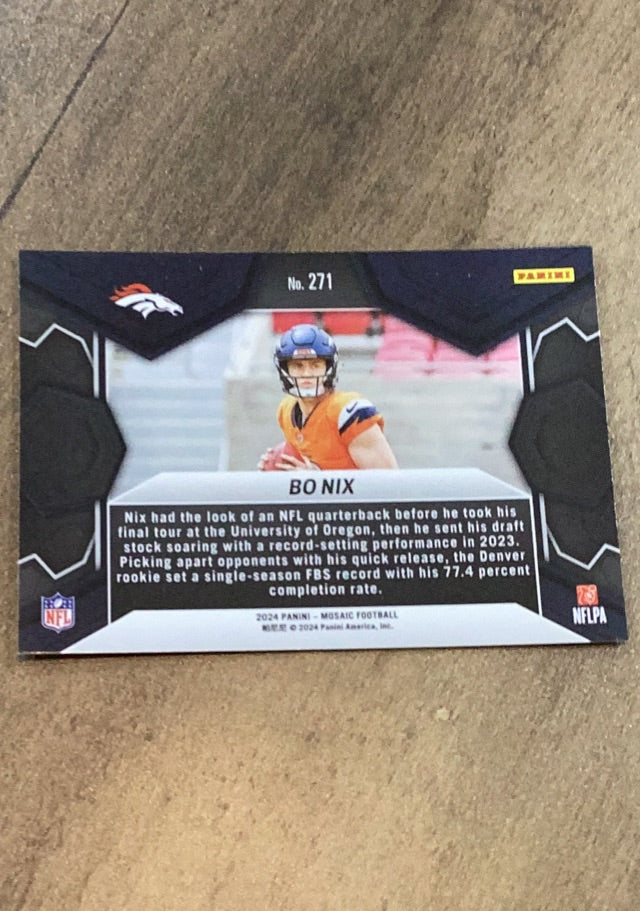 No. 271
PANINI
BO NIX
Nix had the look of an NFL quarterback before he took his
final tour at the University of Oregon, then he sent his draft
stock soaring with a record-setting performance in 2023.
Picking apart opponents with his quick release, the Denver
rookie set a single-season FBS record with his 77.4 percent
completion rate.
2024 PANINI – MOSAIC FOOTBALL
帕尼尼 © 2024 Panini America, Inc.
NFL
NFLPA